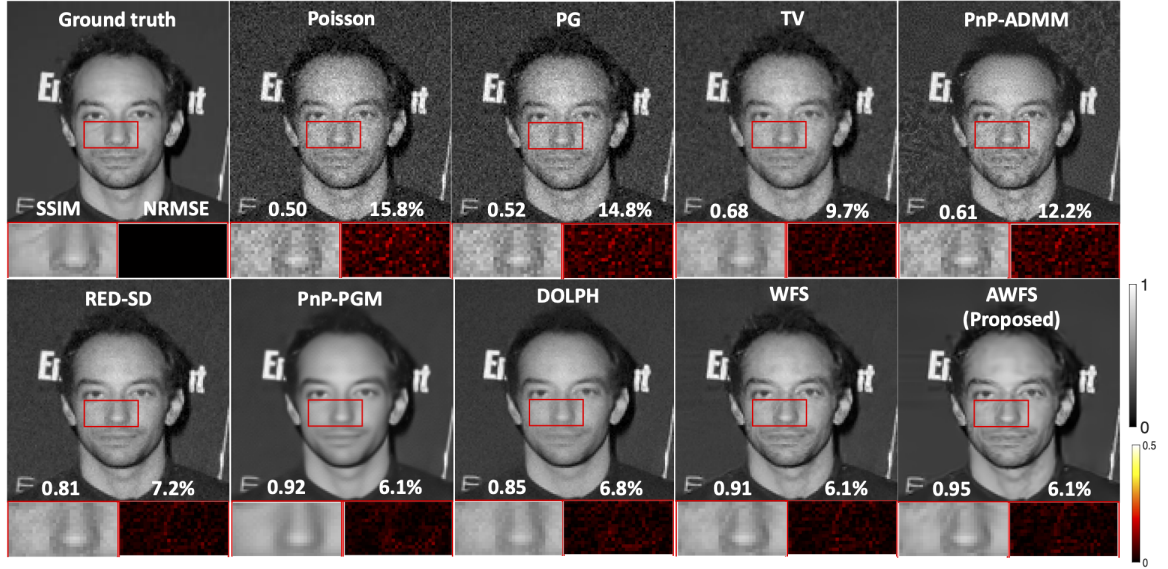 Ground truth
Poisson
PG
TV
PnP-ADMM
SSIM NRMSE
0.50 15.8%
0.52 14.8%
0.68 9.7%
0.61 12.2%
RED-SD
PnP-PGM
DOLPH
WFS
AWFS
(Proposed)
0.81 7.2%
0.92 6.1%
0.85 6.8%
0.91 6.1%
0.95 6.1%
1
0
0.5
0